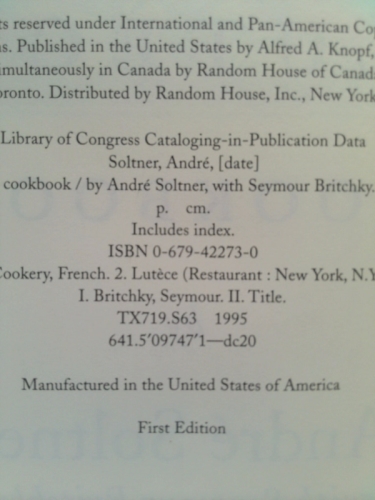 ts reserved under International and Pan-American Co
ns. Published in the United States by Alfred A. Knopf,
imultaneously in Canada by Random House of Canad
oronto. Distributed by Random House, Inc., New York
Library of Congress Cataloging-in-Publication Data
Soltner, André, [date]
cookbook / by André Soltner, with Seymour Britchky.
p. cm.
Includes index.
ISBN 0-679-42273-0
Cookery, French. 2. Lutèce (Restaurant : New York, N.Y
I. Britchky, Seymour. II. Title.
TX719.S63 1995
641.5'09747'1—dc20
Manufactured in the United States of America
First Edition